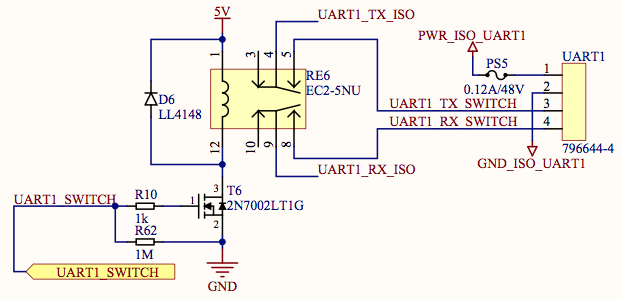 5V
UART1_TX_ISO
PWR_ISO_UART1
1
3
4
5
RE6
EC2-5NU
PS5
0.12A/48V
UART1
1
2
3
4
D6
LL4148
UART1_TX_SWITCH
UART1_RX_SWITCH
796644-4
12
10
9
8
GND_ISO_UART1
UART1_RX_ISO
UART1_SWITCH
R10
1k
R62
1M
1
3
2
T6
2N7002LT1G
UART1_SWITCH
GND